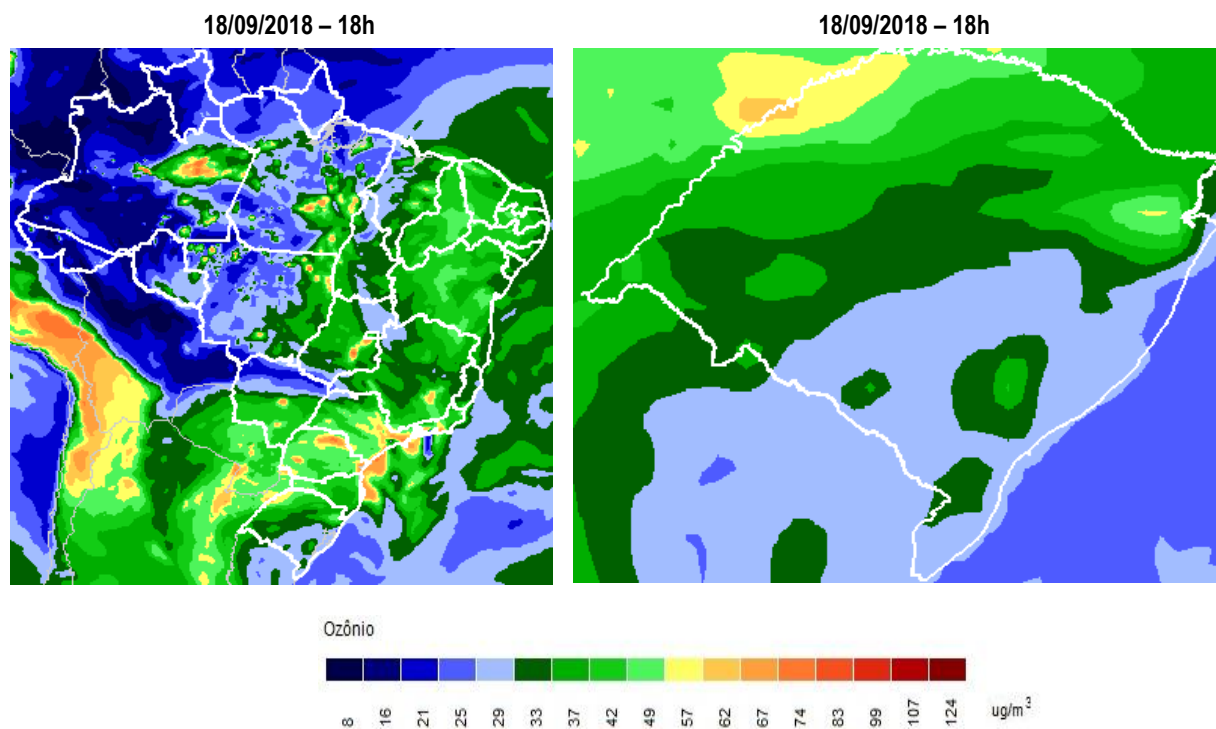 18/09/2018 – 18h
18/09/2018 – 18h
Ozônio
8 16 21 25 29 33 37 42 49 57 62 67 74 83 99 107 124 ug/m³